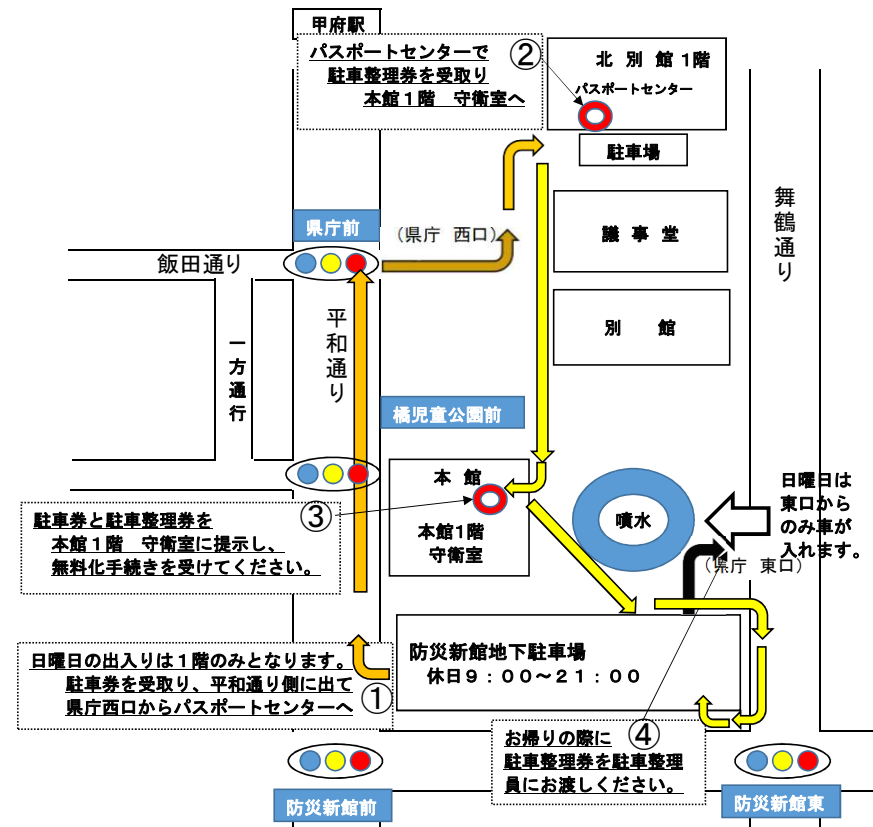 甲府駅
パスポートセンターで
駐車整理券を受取り
本館１階　守衛室へ
②
北 別 館 1階
パスポートセンター
駐車場
県庁前
（県庁 西口）
議 事 堂
舞鶴通り
飯田通り
平和通り
別　館
一方通行
橘児童公園前
本 館
本館1階
守衛室
噴水
日曜日は
東口から
のみ車が
入れます。
③
駐車券と駐車整理券を
本館１階　守衛室に提示し、
無料化手続きを受けてください。
（県庁 東口）
日曜日の出入りは１階のみとなります。
駐車券を受取り、平和通り側に出て
県庁西口からパスポートセンターへ
①
防災新館地下駐車場
休日９：００～２１：００
④
お帰りの際に
駐車整理券を駐車整理
員にお渡しください。
防災新館前
防災新館東